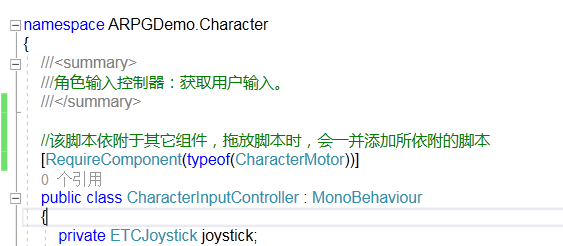 namespace ARPGDemo.Character
{
///<summary>
///角色输入控制器：获取用户输入。
///</summary>
//该脚本依附于其它组件，拖放脚本时，会一并添加所依附的脚本
[RequireComponent(typeof(CharacterMotor))]
0 个引用
public class CharacterInputController : MonoBehaviour
{
private ETCJoystick joystick;